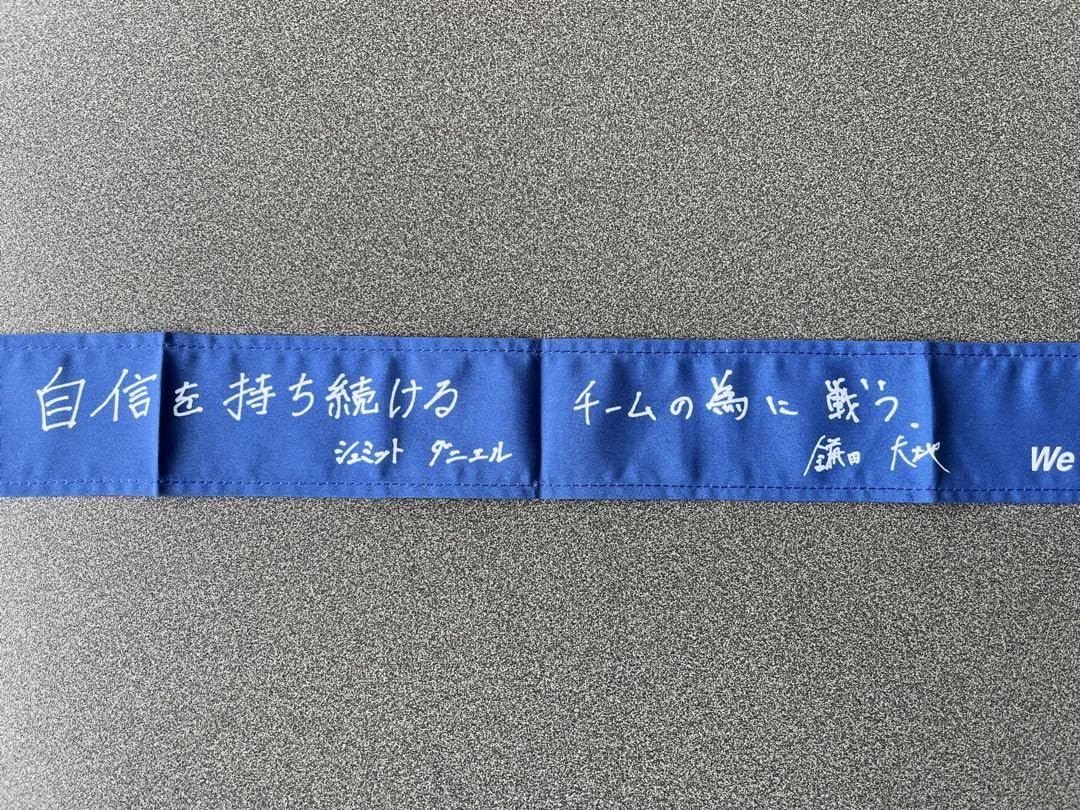 自信を持ち続ける
シュミット ダニエル
チームの為に 戦う.
鎌田 大地
We